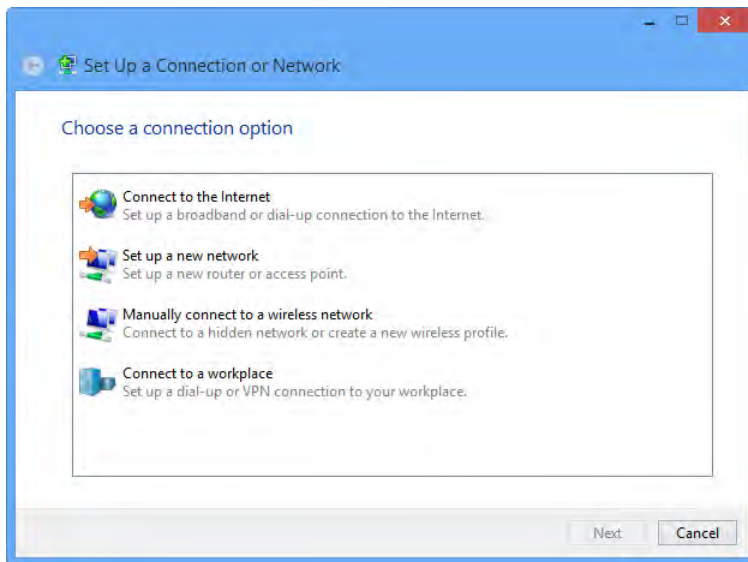 Set Up a Connection or Network
Choose a connection option
Connect to the Internet
Set up a broadband or dial-up connection to the Internet.
Set up a new network
Set up a new router or access point.
Manually connect to a wireless network
Connect to a hidden network or create a new wireless profile.
Connect to a workplace
Set up a dial-up or VPN connection to your workplace.
Next
Cancel